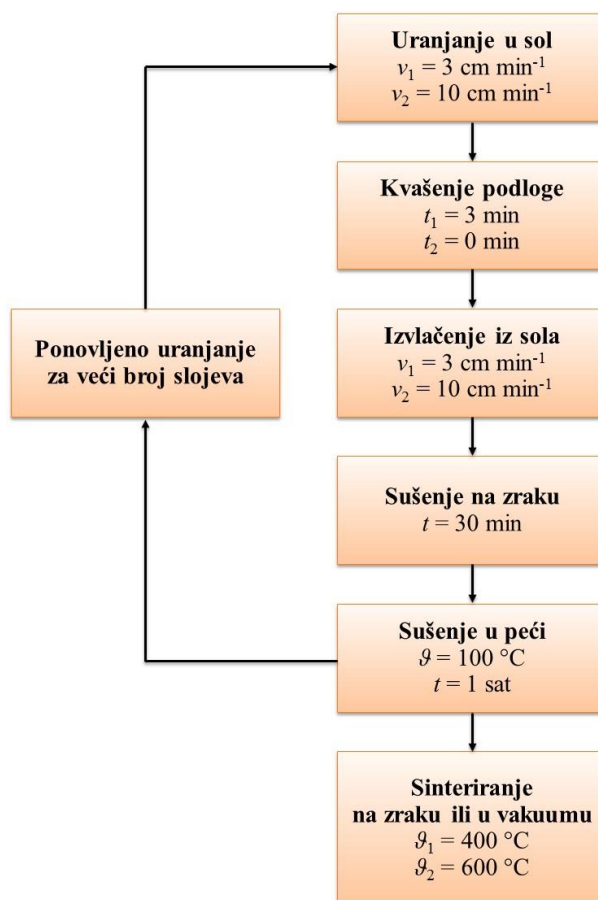 Uranjanje u sol
v₁ = 3 cm min⁻¹
v₂ = 10 cm min⁻¹
Kvašenje podloge
t₁ = 3 min
t₂ = 0 min
Izvlačenje iz sola
v₁ = 3 cm min⁻¹
v₂ = 10 cm min⁻¹
Ponovljeno uranjanje
za veći broj slojeva
Sušenje na zraku
t = 30 min
Sušenje u peći
ϑ = 100 °C
t = 1 sat
Sinteriranje
na zraku ili u vakuumu
ϑ₁ = 400 °C
ϑ₂ = 600 °C